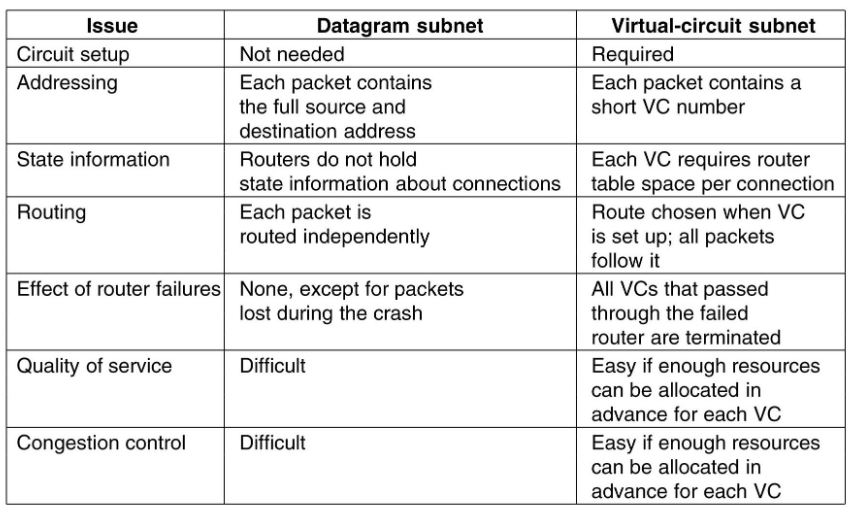 Issue Datagram subnet Virtual-circuit subnet
Circuit setup Not needed Required
Addressing Each packet contains Each packet contains a
the full source and short VC number
destination address
State information Routers do not hold Each VC requires router
state information about connections table space per connection
Routing Each packet is Route chosen when VC
routed independently is set up; all packets
follow it
Effect of router failures None, except for packets All VCs that passed
lost during the crash through the failed
router are terminated
Quality of service Difficult Easy if enough resources
can be allocated in
advance for each VC
Congestion control Difficult Easy if enough resources
can be allocated in
advance for each VC